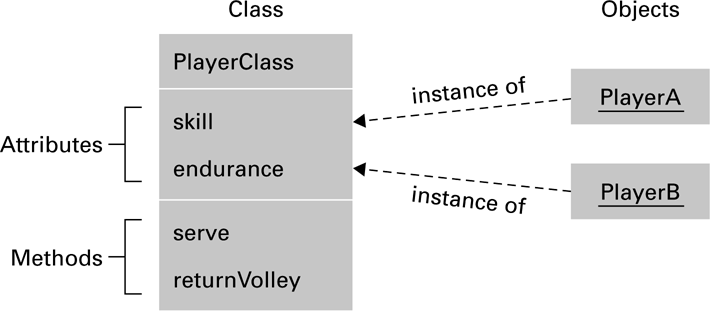 Class
Objects
PlayerClass
Attributes
skill
endurance
Methods
serve
returnVolley
instance of
PlayerA
instance of
PlayerB